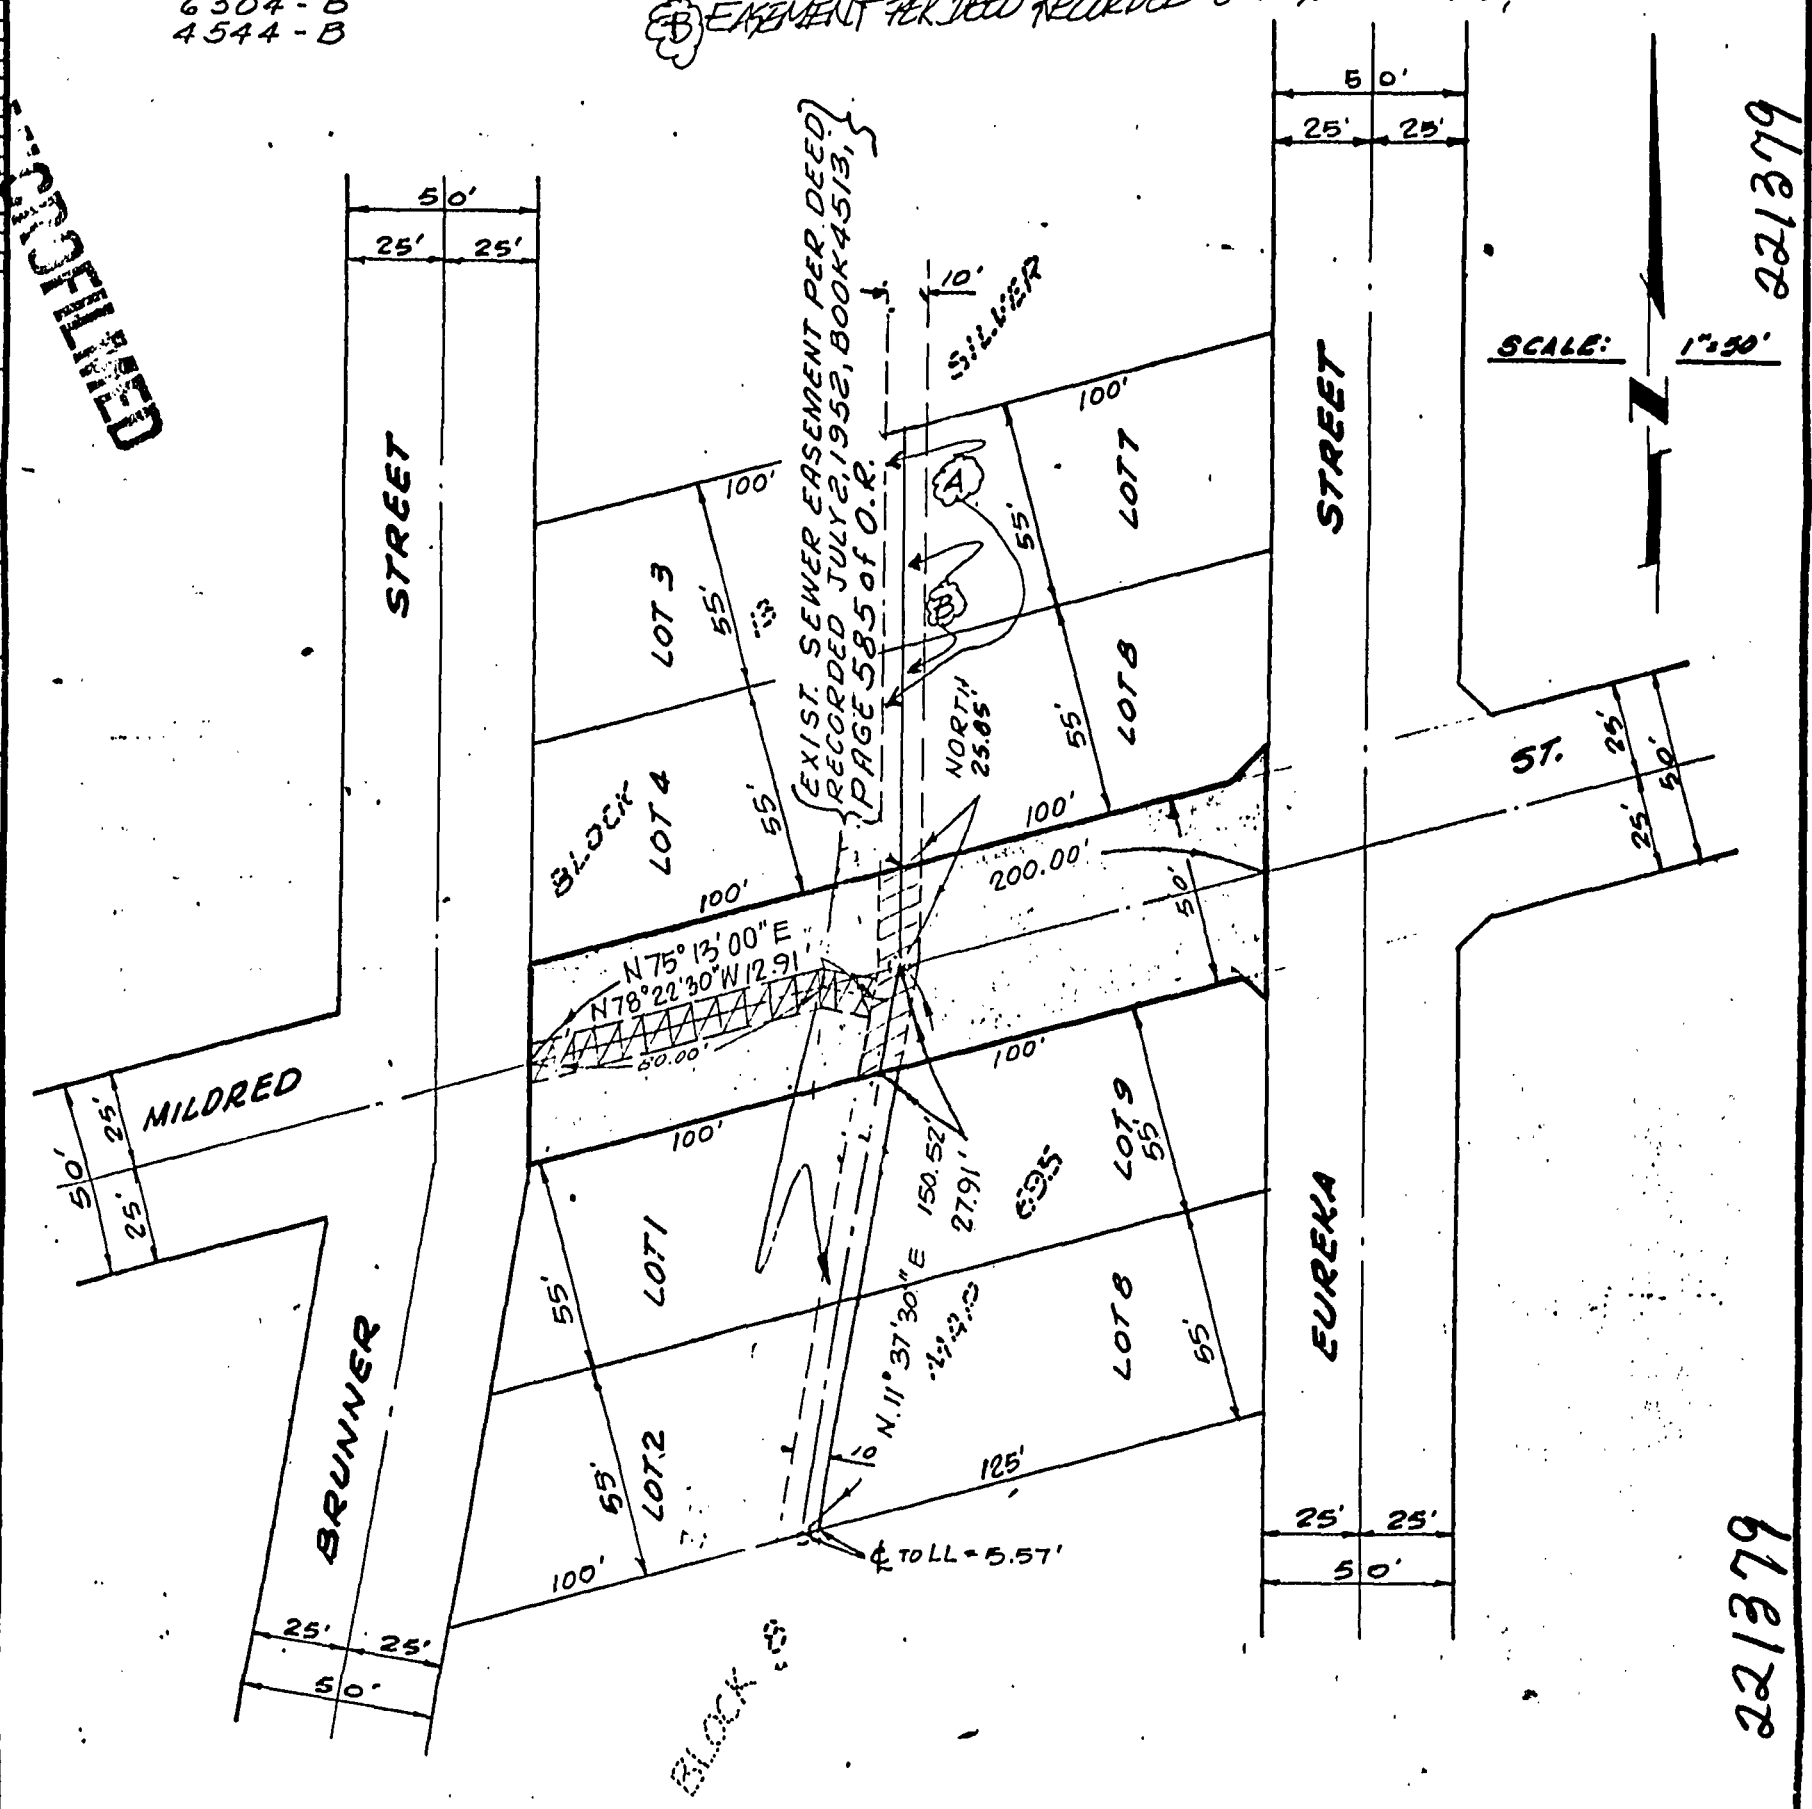 6304-B
4544-B
B EASEMENT PER DEED RECORDED
221379
SCALE: 1"=50'
50'
25' 25'
50'
25' 25'
EXIST. SEWER EASEMENT PER DEED
RECORDED JULY 2, 1952, BOOK 4513,
PAGE 585 of O.R.
10'
SILVER
STREET
STREET
100'
LOT 7
55'
A
B
100'
LOT 3
55'
LOT 8
55'
NORTH
25.85'
BLOCK
LOT 4
55'
ST.
25'
25'
50'
100'
100'
200.00'
50'
N75°13'00"E
N78°22'30"W 12.91'
60.00'
MILDRED
25'
25'
50'
100'
100'
LOT 9
55'
150.52'
27.91'
N.11°37'30"E
LOT 1
55'
LOT 8
55'
EUREKA
BRUNNER
LOT 2
55'
10
125'
100'
℄ TO LL = 5.57'
25' 25'
50'
25' 25'
50'
BLOCK
221379